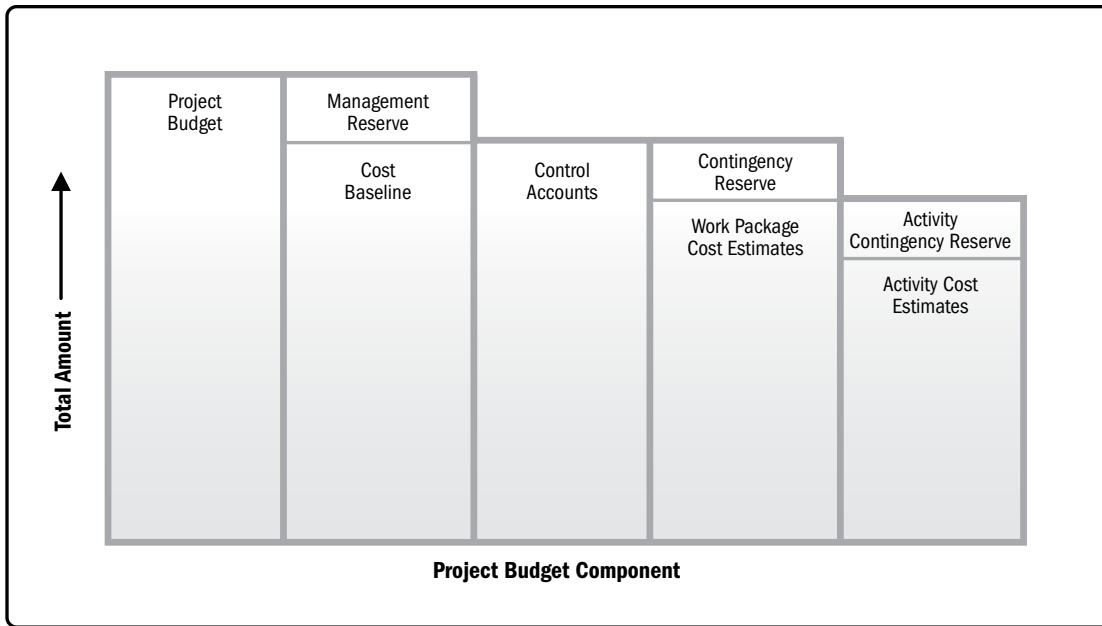 Project
Budget
Management
Reserve
Cost
Baseline
Control
Accounts
Contingency
Reserve
Work Package
Cost Estimates
Activity
Contingency Reserve
Activity Cost
Estimates
Total Amount
Project Budget Component